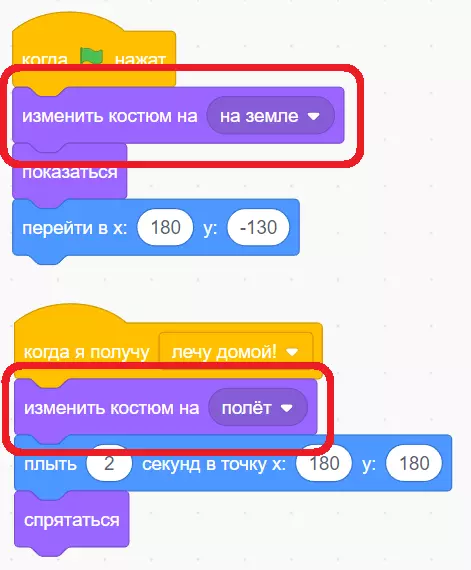 когда нажат
изменить костюм на на земле
показаться
перейти в x: 180 y: -130
когда я получу лечу домой!
изменить костюм на полёт
плыть 2 секунд в точку x: 180 y: 180
спрятаться